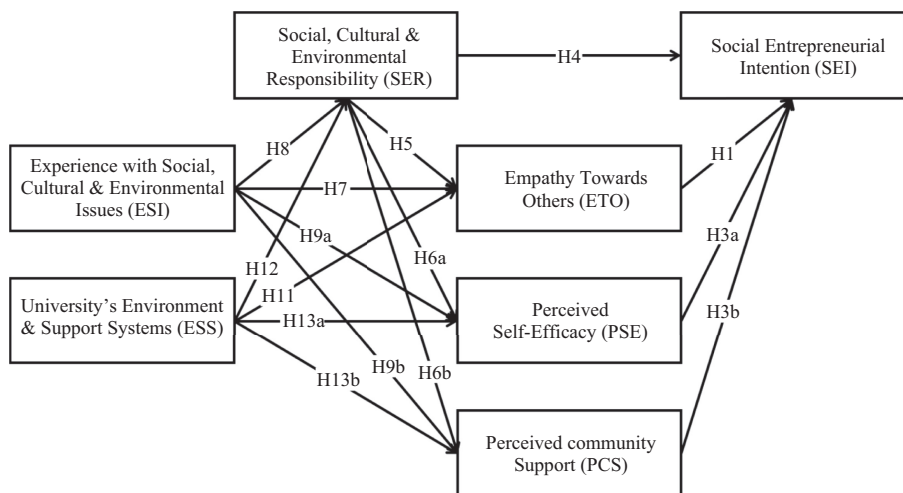 Social, Cultural &
Environmental
Responsibility (SER)
H4
Social Entrepreneurial
Intention (SEI)
H8
H5
H1
Experience with Social,
Cultural & Environmental
Issues (ESI)
H7
Empathy Towards
Others (ETO)
H9a
H3a
H6a
H12
H11
University's Environment
& Support Systems (ESS)
H13a
Perceived
Self-Efficacy (PSE)
H3b
H9b
H6b
H13b
Perceived community
Support (PCS)